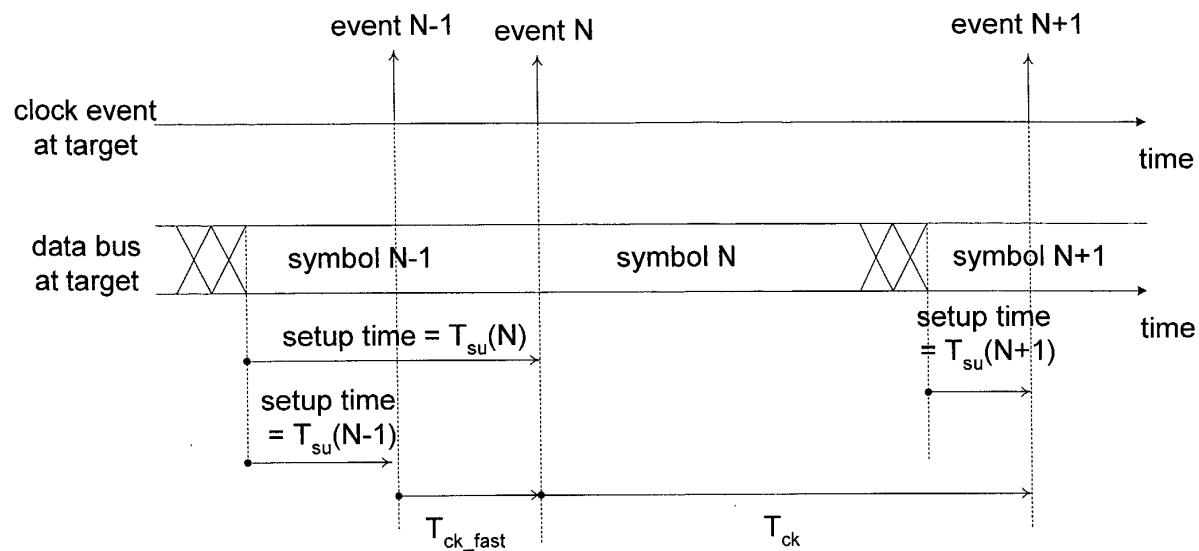 event N-1
event N
event N+1
clock event
at target
time
data bus
at target
symbol N-1
symbol N
symbol N+1
time
setup time = T_su(N)
setup time
= T_su(N+1)
setup time
= T_su(N-1)
T_ck_fast
T_ck